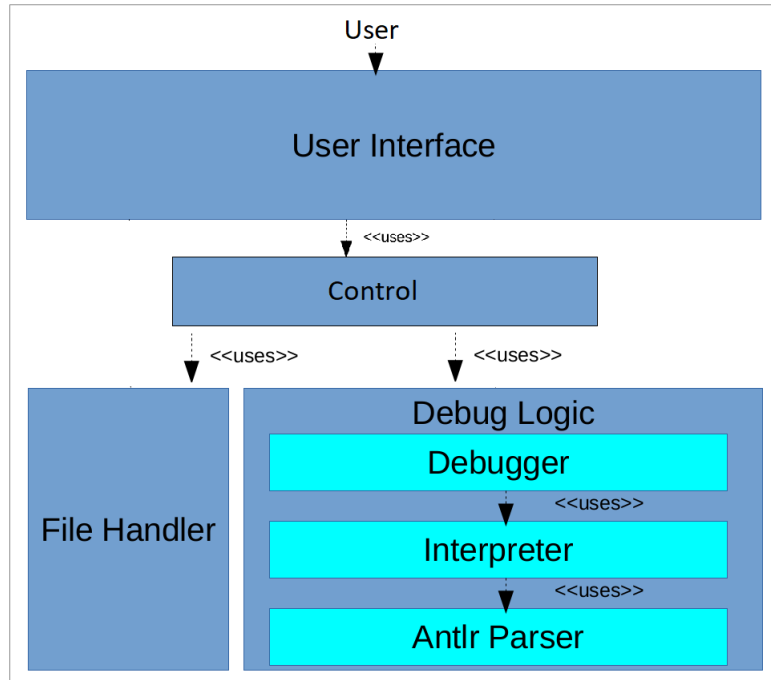 User
User Interface
<<uses>>
Control
<<uses>>
<<uses>>
File Handler
Debug Logic
Debugger
<<uses>>
Interpreter
<<uses>>
Antlr Parser